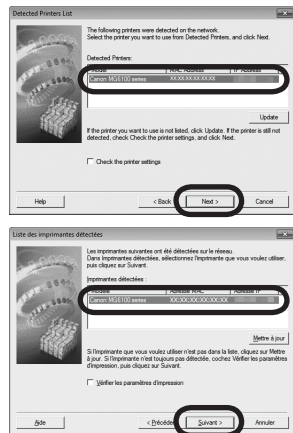 Detected Printers List
The following printers were detected on the network.
Select the printer you want to use from Detected Printers, and click Next.
Detected Printers:
Model MAC Address IP Address
Canon MG6100 series XX:XX:XX:XX:XX:XX
Update
If the printer you want to use is not listed, click Update. If the printer is still not
detected, check Check the printer settings, and click Next.
Check the printer settings
Help < Back Next > Cancel
Liste des imprimantes détectées
Les imprimantes suivantes ont été détectées sur le réseau.
Dans Imprimantes détectées, sélectionnez l'imprimante que vous voulez utiliser,
puis cliquez sur Suivant.
Imprimantes détectées :
Modèle Adresse MAC Adresse IP
Canon MG6100 series XX:XX:XX:XX:XX:XX
Mettre à jour
Si l'imprimante que vous voulez utiliser n'est pas dans la liste, cliquez sur Mettre
à jour. Si l'imprimante n'est toujours pas détectée, cochez Vérifier les paramètres
d'impression, puis cliquez sur Suivant.
Vérifier les paramètres d'impression
Aide < Précédent Suivant > Annuler